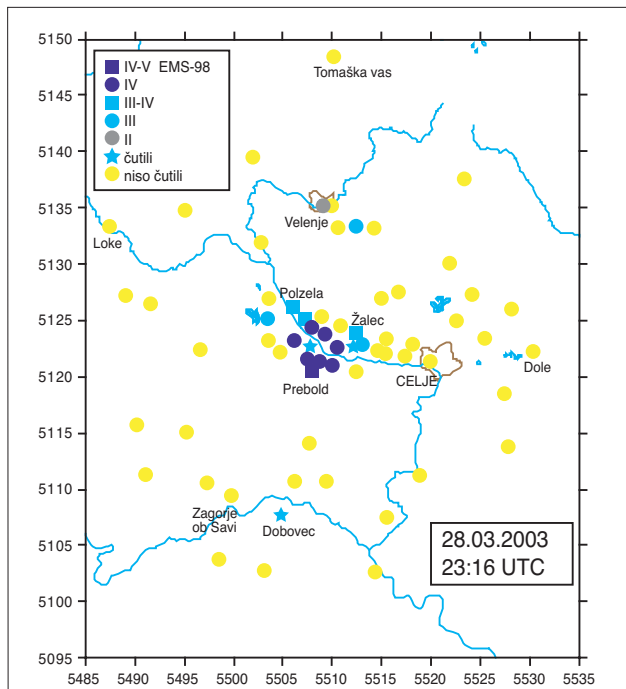 5150
5145
5140
5135
5130
5125
5120
5115
5110
5105
5100
5095
IV-V EMS-98
IV
III-IV
III
II
čutili
niso čutili
Tomaška vas
Velenje
Loke
Polzela
Žalec
CELJE
Dole
Prebold
Zagorje
ob Savi
Dobovec
28.03.2003
23:16 UTC
5485 5490 5495 5500 5505 5510 5515 5520 5525 5530 5535